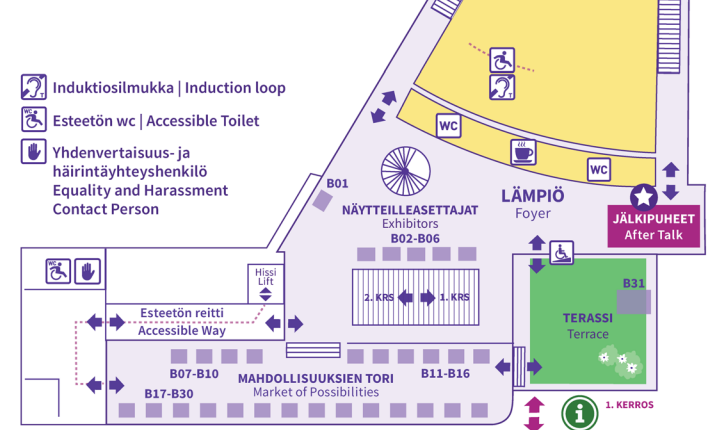 Induktiosilmukka | Induction loop
WC
Esteetön wc | Accessible Toilet
Yhdenvertaisuus- ja
häirintäyhteyshenkilö
Equality and Harassment
Contact Person
T
T
WC
WC
B01
NÄYTTEILLEASETTAJAT
Exhibitors
B02-B06
LÄMPIÖ
Foyer
JÄLKIPUHEET
After Talk
WC
Hissi
Lift
2. KRS
1. KRS
B31
Esteetön reitti
Accessible Way
TERASSI
Terrace
B07-B10
B11-B16
MAHDOLLISUUKSIEN TORI
Market of Possibilities
B17-B30
i
1. KERROS